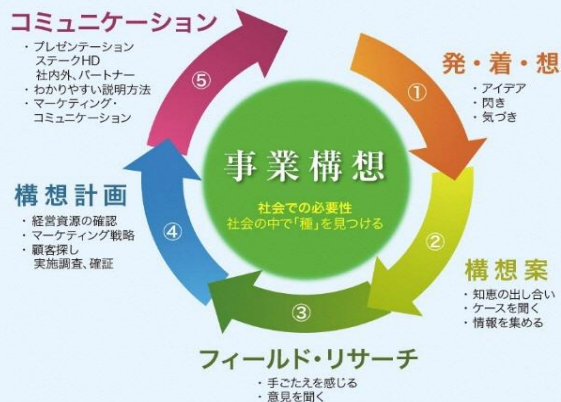 事業構想
社会での必要性
社会の中で「種」を見つける
①
発・着・想
・アイデア
・閃き
・気づき
②
構想案
・知恵の出し合い
・ケースを聞く
・情報を集める
③
フィールド・リサーチ
・手ごたえを感じる
・意見を聞く
④
構想計画
・経営資源の確認
・マーケティング戦略
・顧客探し
実施調査、確証
⑤
コミュニケーション
・プレゼンテーション
ステークHD
社内外、パートナー
・わかりやすい説明方法
・マーケティング・
コミュニケーション